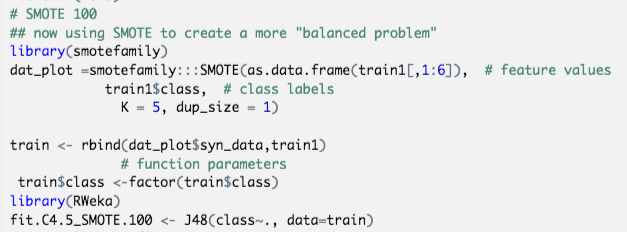 # SMOTE 100
## now using SMOTE to create a more "balanced problem"
library(smotefamily)
dat_plot =smotefamily:::SMOTE(as.data.frame(train1[,1:6]),  # feature values
            train1$class,  # class labels
              K = 5, dup_size = 1)

train <- rbind(dat_plot$syn_data,train1)
              # function parameters
 train$class <-factor(train$class)
library(RWeka)
fit.C4.5_SMOTE.100 <- J48(class~., data=train)